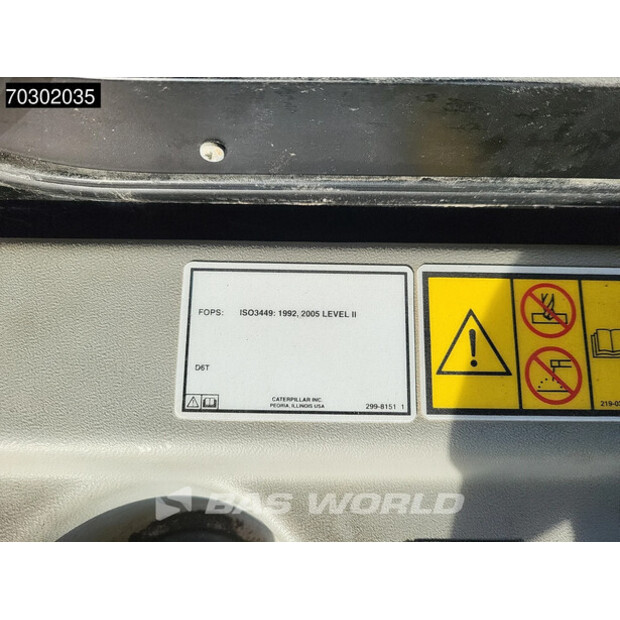 70302035
FOPS: ISO3449: 1992, 2005 LEVEL II
D6T
CATERPILLAR INC.
PEORIA, ILLINOIS USA
299-8151 1
BAS WORLD